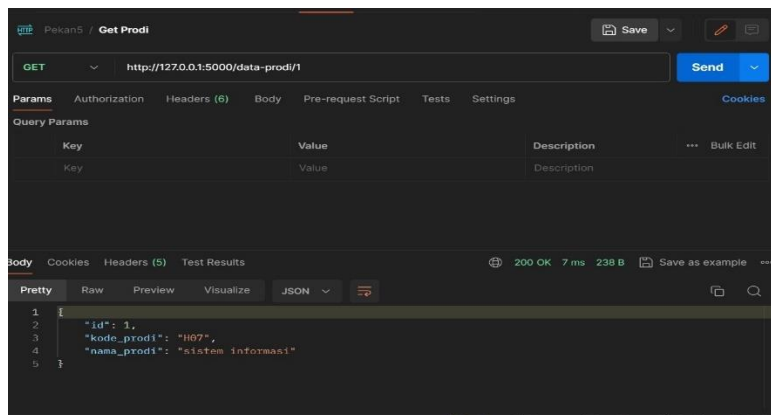 HTTP Pekan5 / Get Prodi Save
GET http://127.0.0.1:5000/data-prodi/1 Send
Params Authorization Headers (6) Body Pre-request Script Tests Settings Cookies
Query Params
Key Value Description ••• Bulk Edit
Key Value Description
Body Cookies Headers (5) Test Results 200 OK 7 ms 238 B Save as example •••
Pretty Raw Preview Visualize JSON
1 {
2 "id": 1,
3 "kode_prodi": "H07",
4 "nama_prodi": "sistem informasi"
5 }